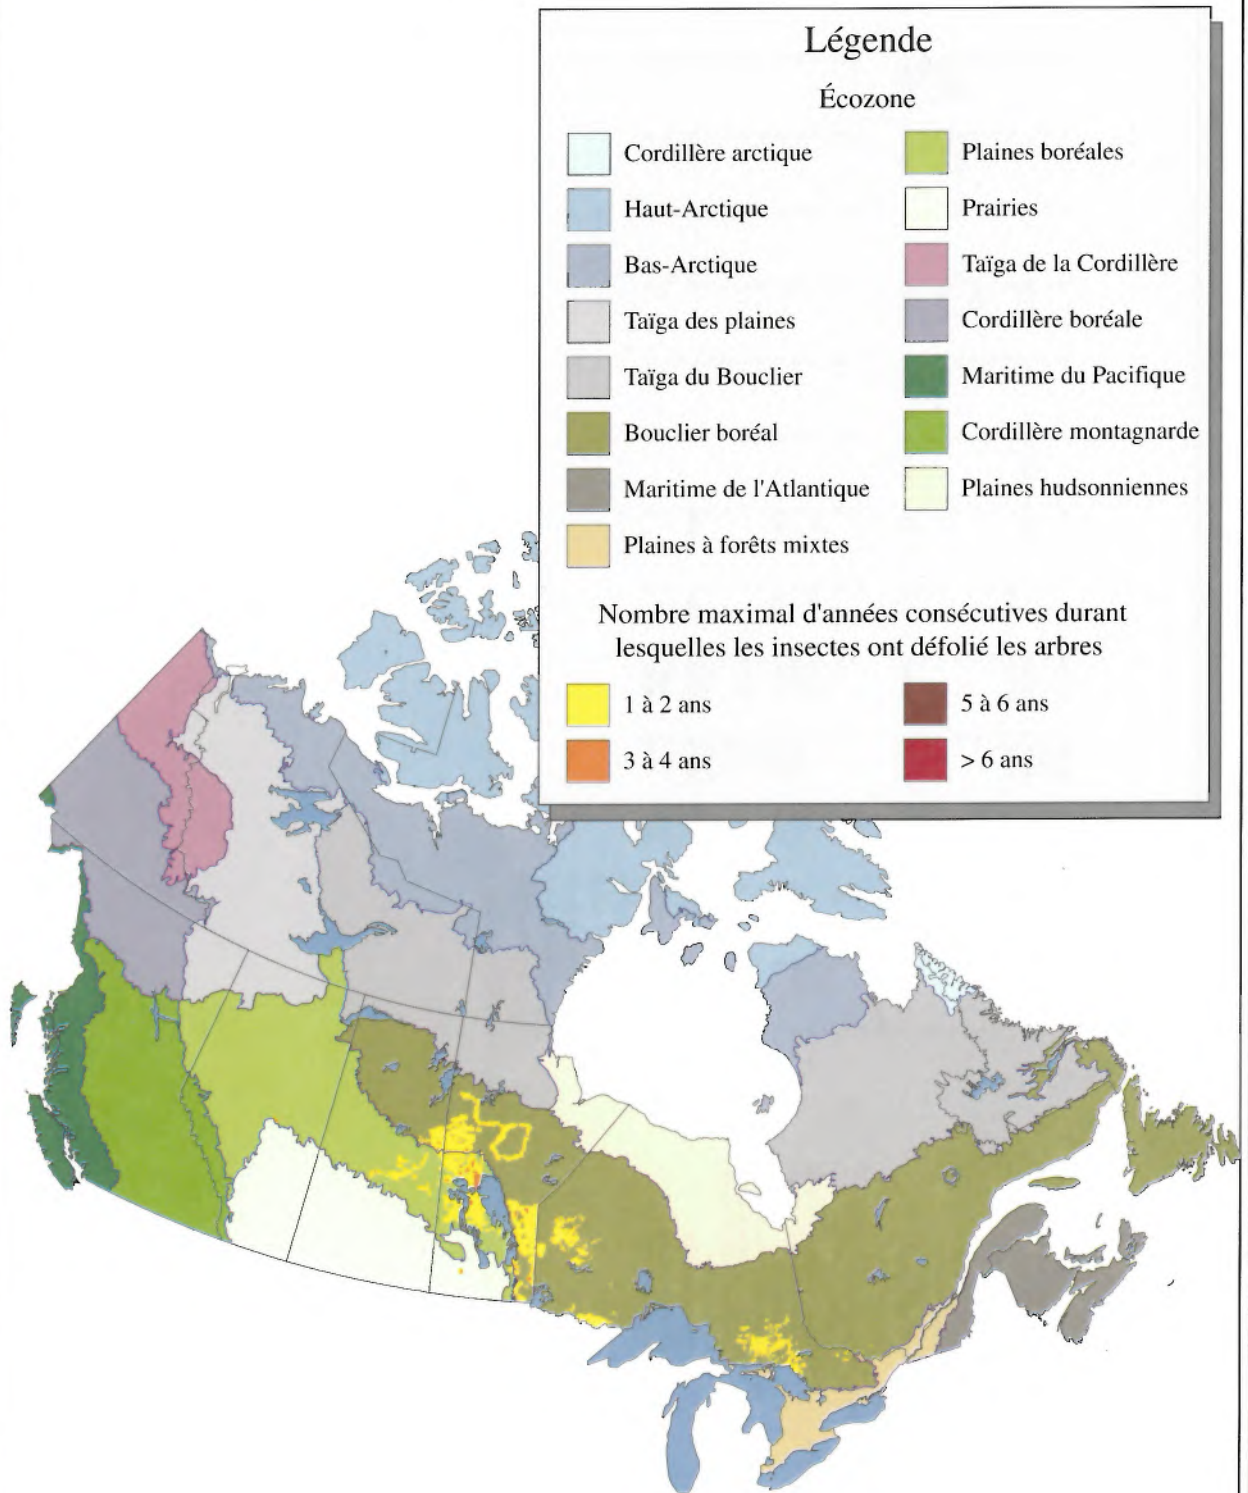 Légende
Écozone
Cordillère arctique
Haut-Arctique
Bas-Arctique
Taïga des plaines
Taïga du Bouclier
Bouclier boréal
Maritime de l'Atlantique
Plaines à forêts mixtes
Plaines boréales
Prairies
Taïga de la Cordillère
Cordillère boréale
Maritime du Pacifique
Cordillère montagnarde
Plaines hudsonniennes
Nombre maximal d'années consécutives durant
lesquelles les insectes ont défolié les arbres
1 à 2 ans
3 à 4 ans
5 à 6 ans
> 6 ans